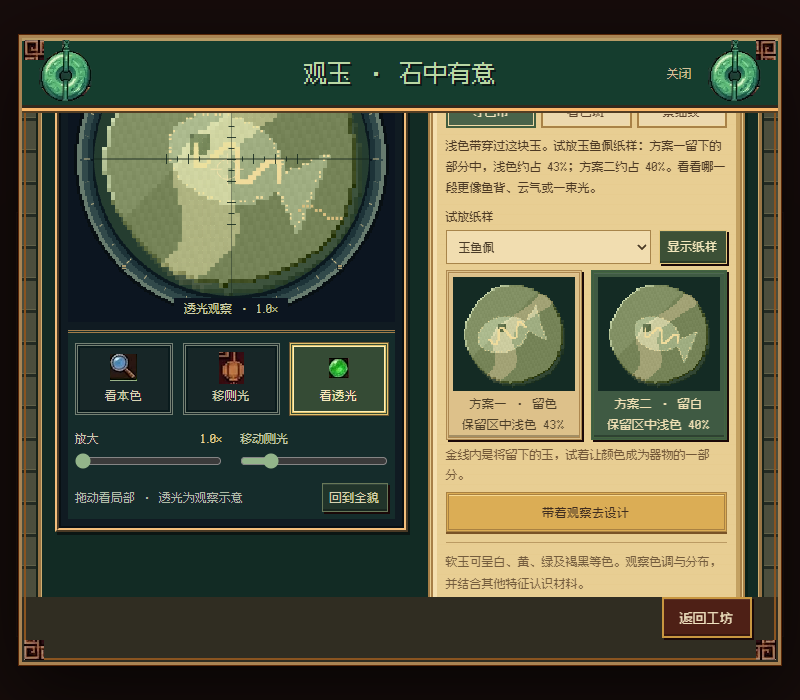 观玉 · 石中有意
关闭
透光观察 · 1.0×
看本色
移侧光
看透光
放大
1.0×
移动侧光
拖动看局部 · 透光为观察示意
回到全貌
浅色带穿过这块玉。试放玉鱼佩纸样：方案一留下的
部分中，浅色约占 43%；方案二约占 40%。看看哪一
段更像鱼背、云气或一束光。
试放纸样
玉鱼佩
显示纸样
方案一 · 留色
保留区中浅色 43%
方案二 · 留白
保留区中浅色 40%
金线内是将留下的玉，试着让颜色成为器物的一部
分。
带着观察去设计
软玉可呈白、黄、绿及褐黑等色。观察色调与分布，
并结合其他特征认识材料。
返回工坊